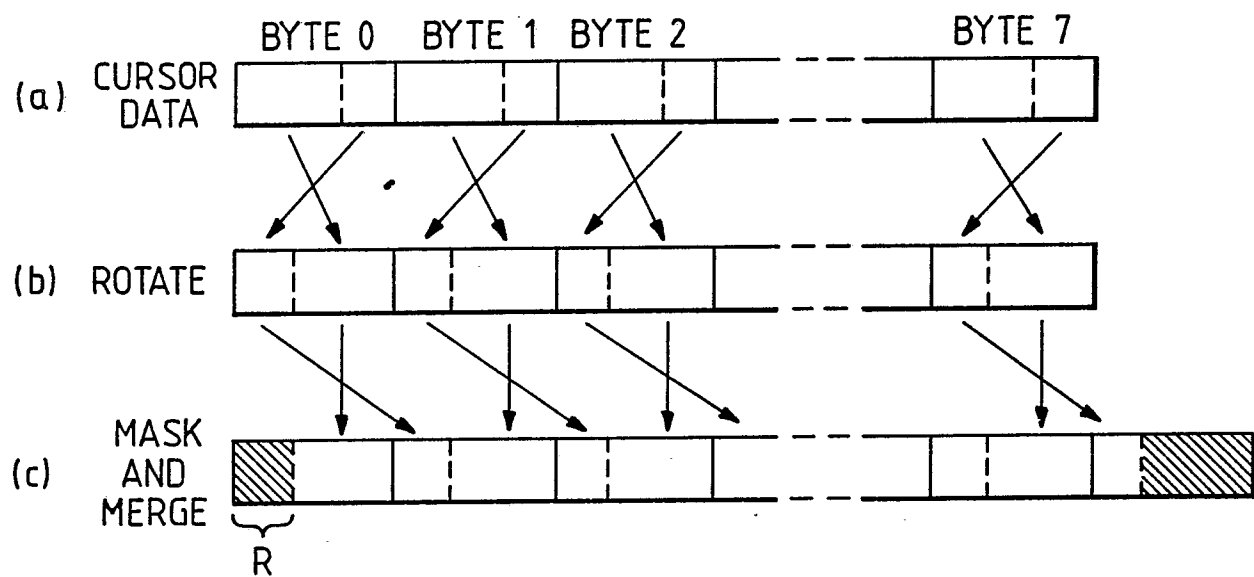 BYTE 0 BYTE 1 BYTE 2 BYTE 7
(a) CURSOR
DATA
(b) ROTATE
MASK
(c) AND
MERGE
R